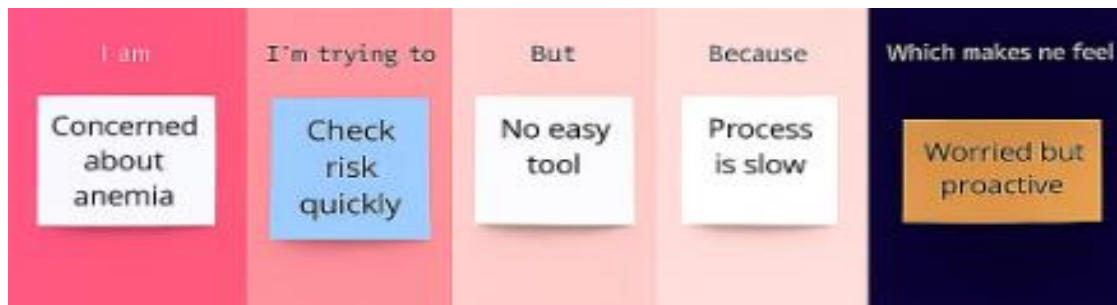 I am
Concerned
about
anemia
I'm trying to
Check
risk
quickly
But
No easy
tool
Because
Process
is slow
Which makes ne feel
Worried but
proactive